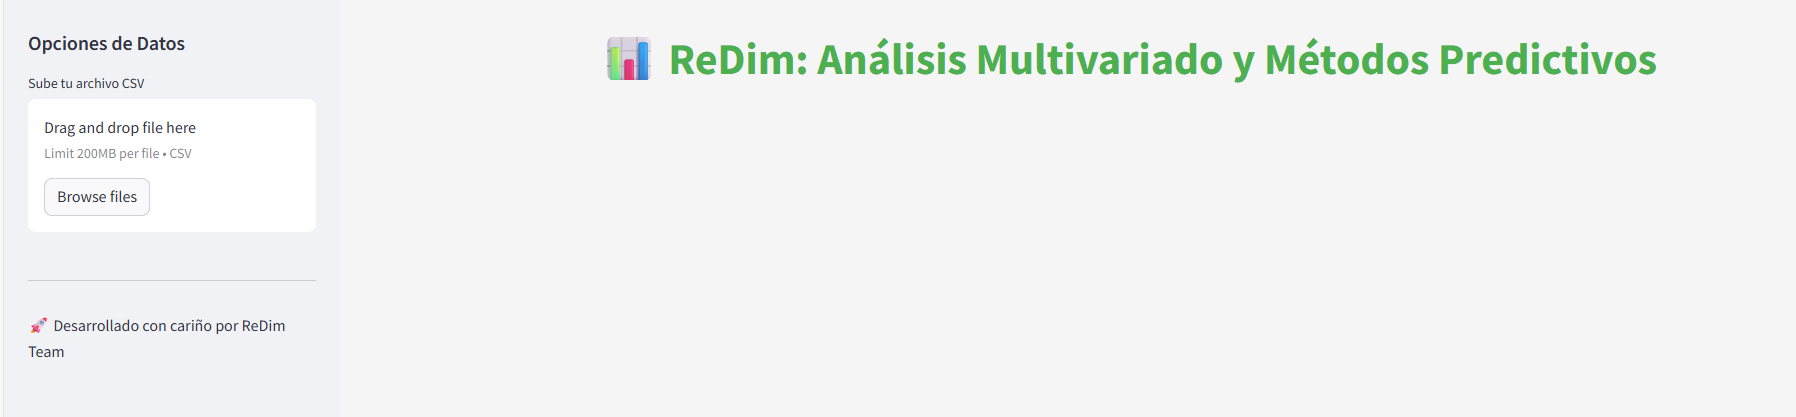 Opciones de Datos
Sube tu archivo CSV
Drag and drop file here
Limit 200MB per file • CSV
Browse files
🚀 Desarrollado con cariño por ReDim
Team
📊 ReDim: Análisis Multivariado y Métodos Predictivos